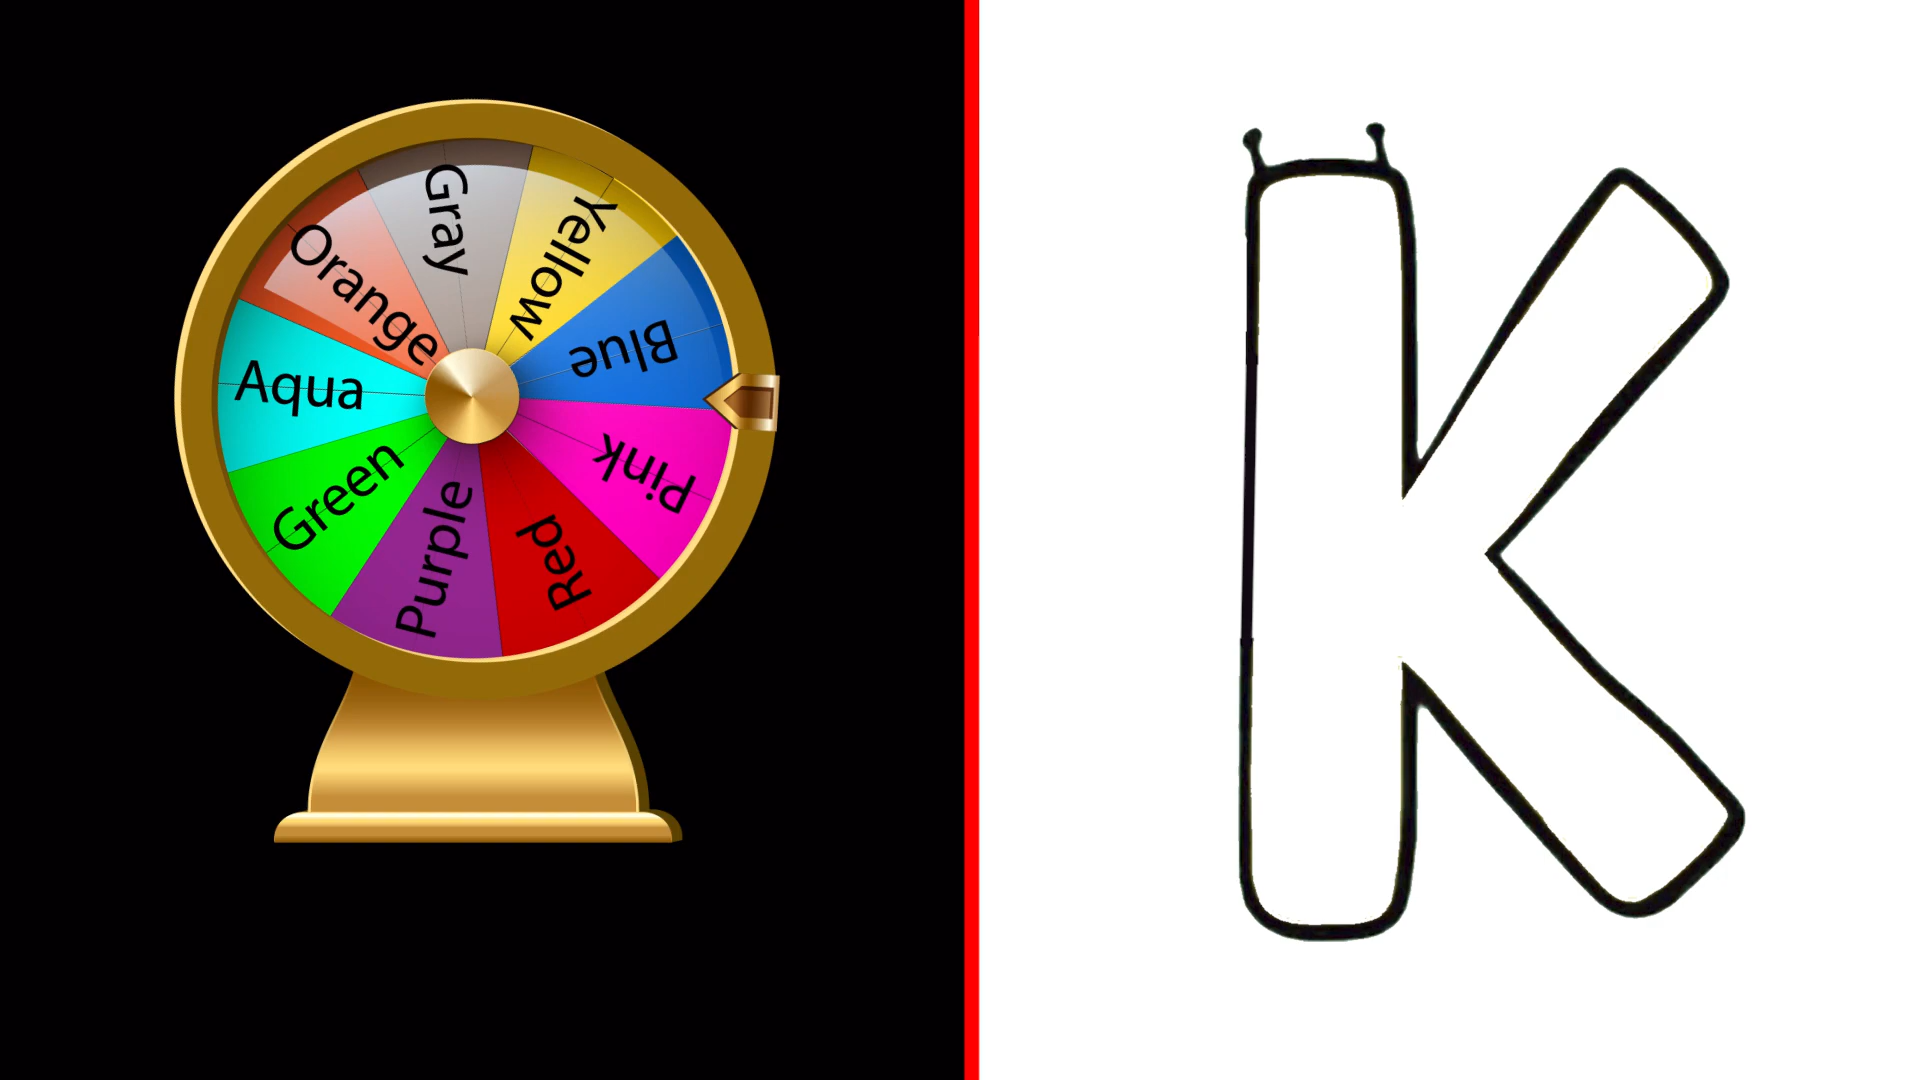 Gray
Yellow
Orange
Blue
Aqua
Pink
Green
Purple
Red
K